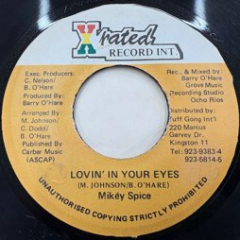 X rated
RECORD INT.
Exec. Producers:
C. Nelson/
B. O'Hare
Produced By:
Barry O'Hare
Arranged By:
M. Johnson/
C. Dodd/
B. O'Hare
Published By
Carbar Music
(ASCAP)
Rec., & Mixed by
Barry O'Hare
Grove Music
Recording Studio
Ocho Rios
Distributed by:
Tuff Gong Int'l
220 Marcus
Garvey Dr.
Kingston 11
Tel: 923-9383-4
923-5814-5
LOVIN' IN YOUR EYES
(M. JOHNSON/B. O'HARE)
Mikéy Spice
UNAUTHORISED COPYING STRICTLY PROHIBITED